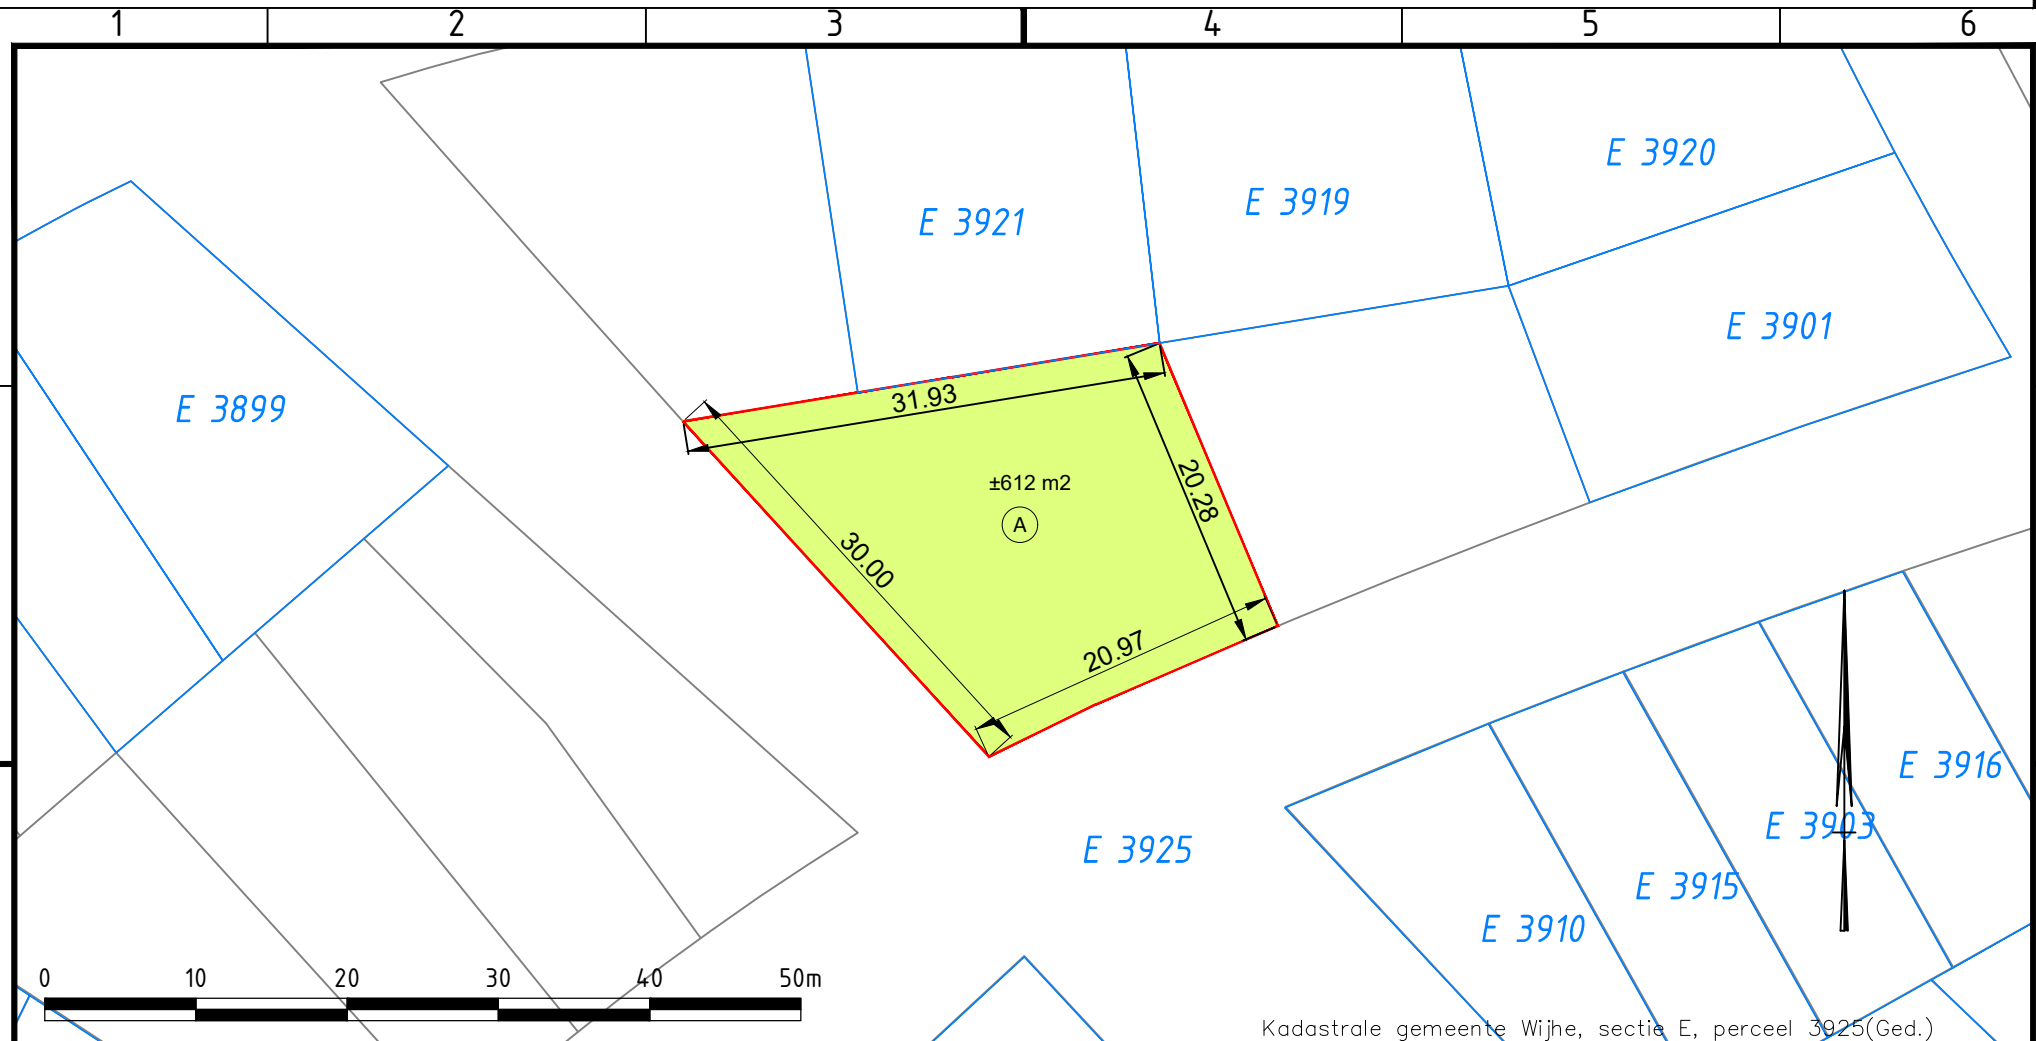 1 2 3 4 5 6
E 3920
E 3919
E 3921
E 3901
E 3899
31.93
±612 m2
20.28
A
30.00
20.97
E 3916
E 3903
E 3925
E 3915
E 3910
0 10 20 30 40 50m
Kadastrale gemeente Wijhe, sectie E, perceel 3925(Ged.)